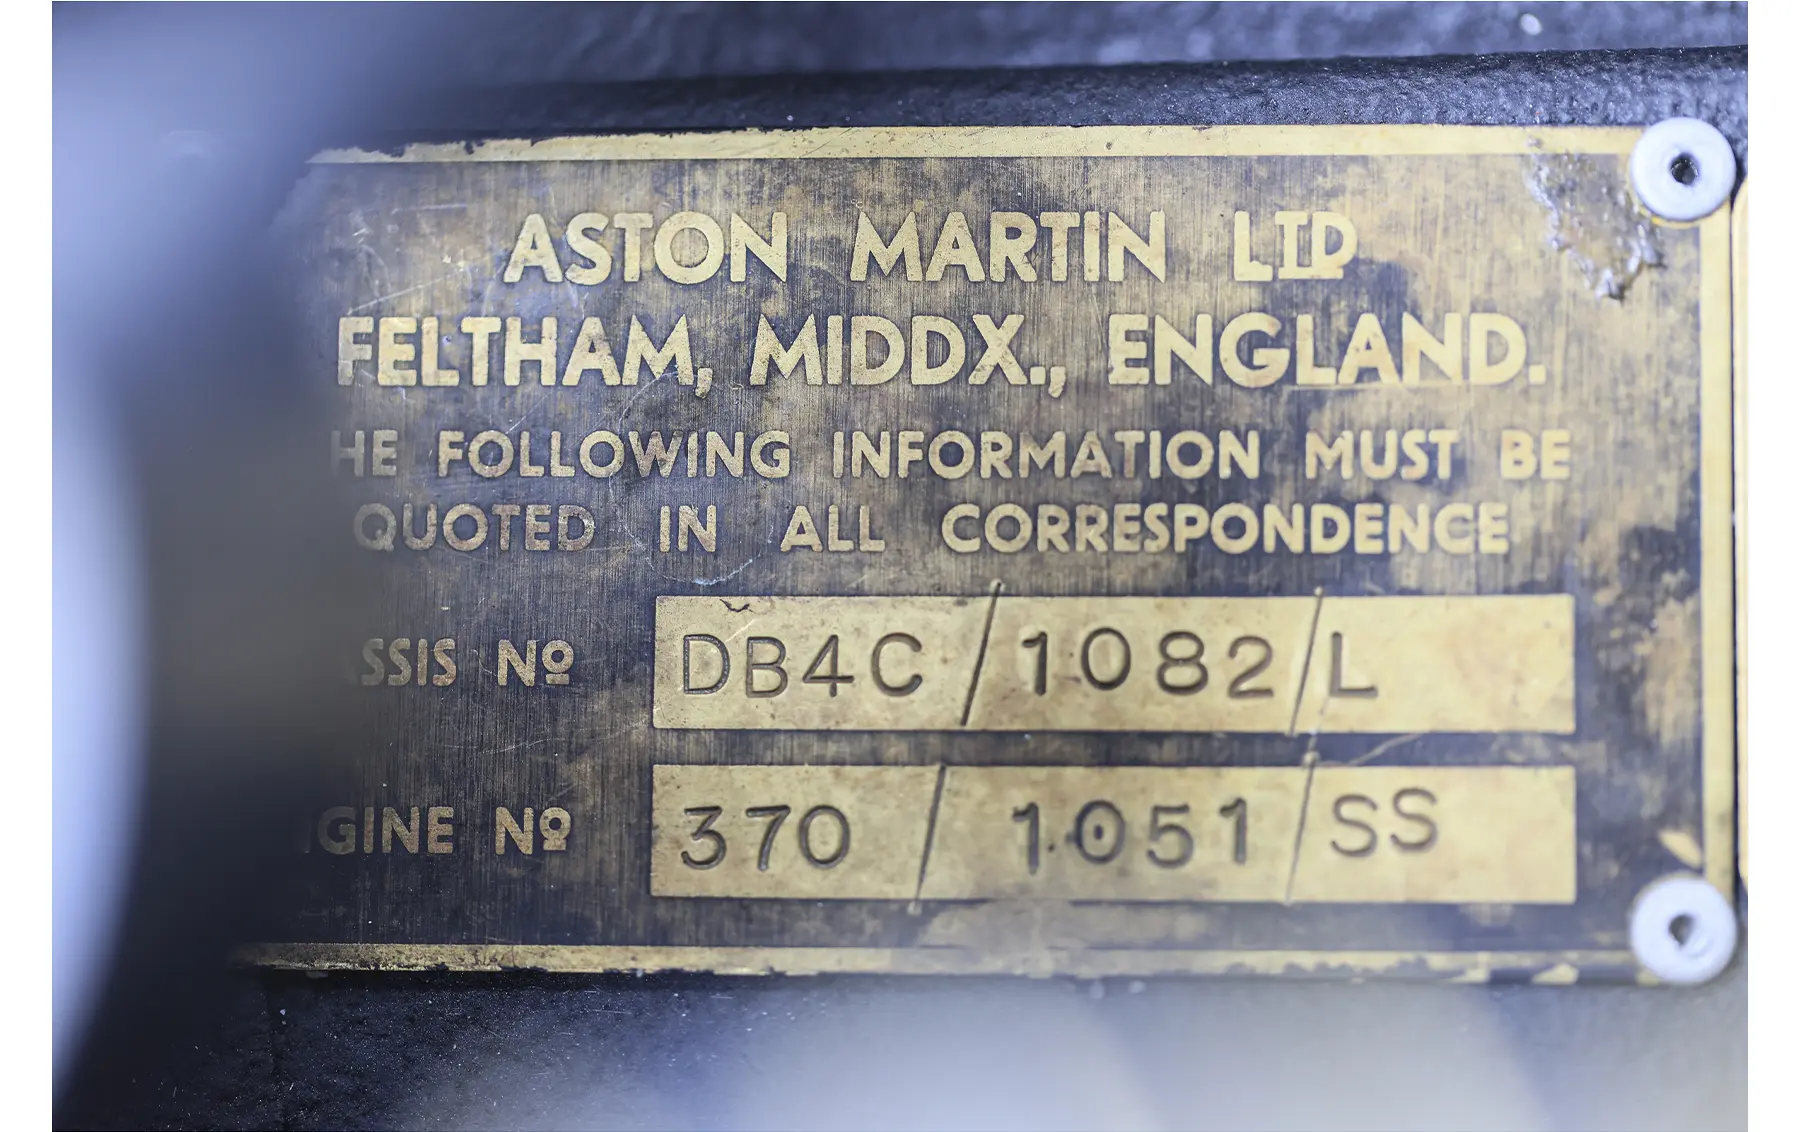 ASTON MARTIN LTD
FELTHAM, MIDDX., ENGLAND.
HE FOLLOWING INFORMATION MUST BE
QUOTED IN ALL CORRESPONDENCE
SSIS Nº DB4C/1082/L
GINE Nº 370/1051/SS